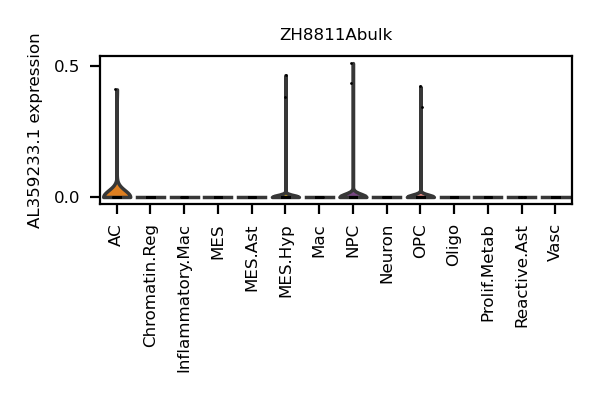 ZH8811Abulk
AL359233.1 expression
0.5
0.0
AC
Chromatin.Reg
Inflammatory.Mac
MES
MES.Ast
MES.Hyp
Mac
NPC
Neuron
OPC
Oligo
Prolif.Metab
Reactive.Ast
Vasc